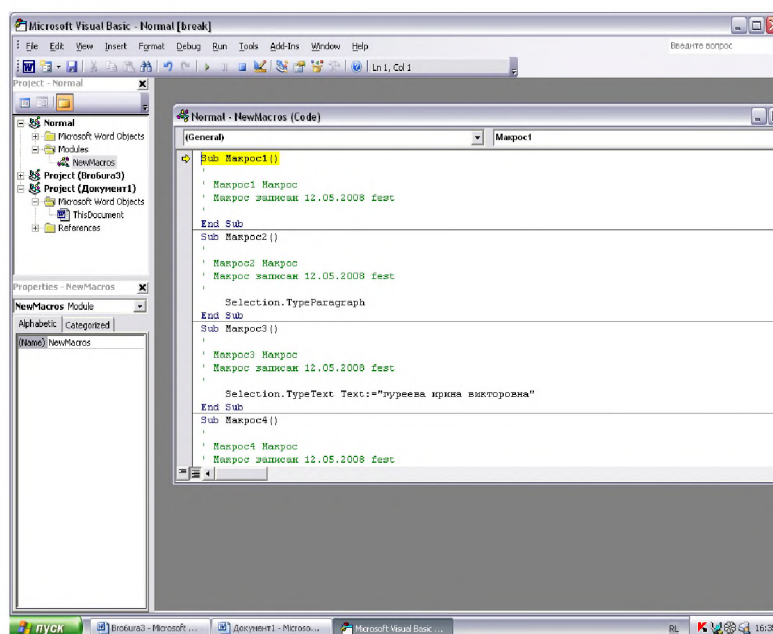 Microsoft Visual Basic - Normal [break]
File Edit View Insert Format Debug Run Tools Add-Ins Window Help
Введите вопрос
Ln 1, Col 1
Project - Normal
Normal
Microsoft Word Objects
Modules
NewMacros
Project (Bro6ura3)
Project (Документ1)
Microsoft Word Objects
ThisDocument
References
Properties - NewMacros
NewMacros Module
Alphabetic Categorized
(Name) NewMacros
Normal - NewMacros (Code)
(General) Макрос1
Sub Макрос1()
'
' Макрос1 Макрос
' Макрос записан 12.05.2008 fest
'
End Sub
Sub Макрос2()
'
' Макрос2 Макрос
' Макрос записан 12.05.2008 fest
'
Selection.TypeParagraph
End Sub
Sub Макрос3()
'
' Макрос3 Макрос
' Макрос записан 12.05.2008 fest
'
Selection.TypeText Text:="пуреева ирина викторовна"
End Sub
Sub Макрос4()
'
' Макрос4 Макрос
' Макрос записан 12.05.2008 fest
пуск
Bro6ura3 - Microsoft ...
Документ1 - Microso...
Microsoft Visual Basic ...
RL